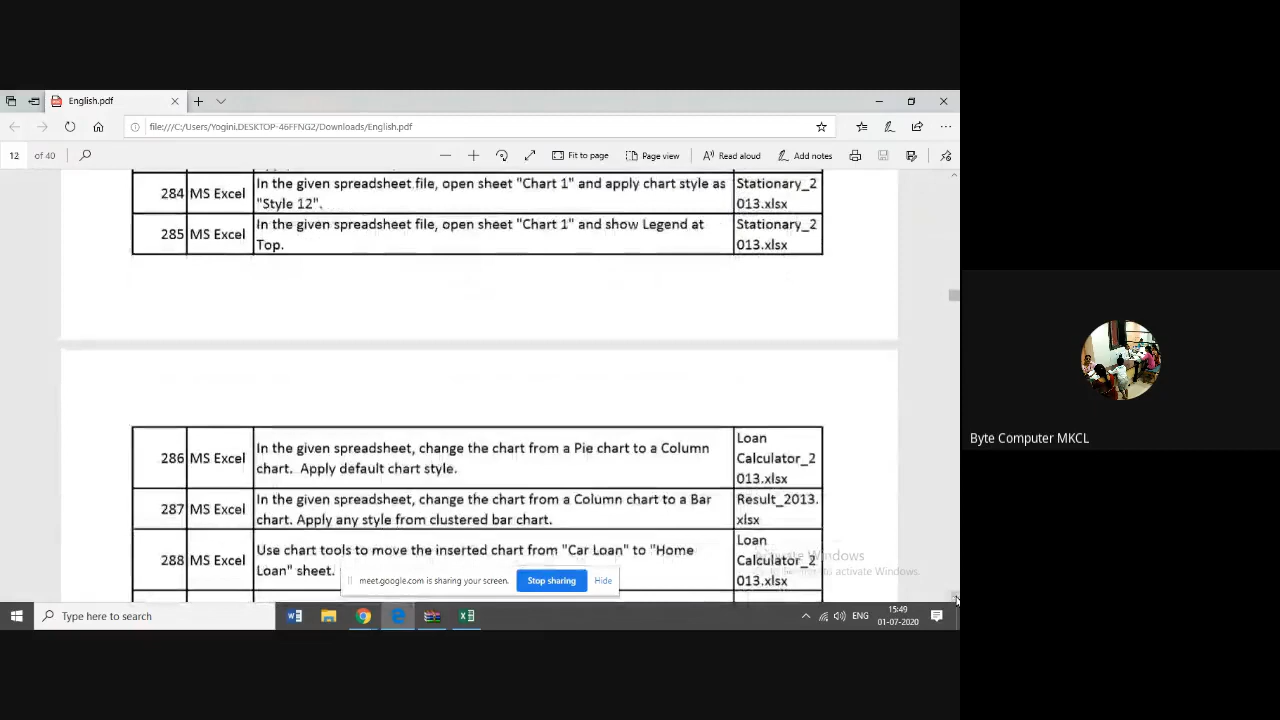 English.pdf
file:///C:/Users/Yogini.DESKTOP-46FFNG2/Downloads/English.pdf
12 of 40 Fit to page Page view Read aloud Add notes
284 MS Excel In the given spreadsheet file, open sheet "Chart 1" and apply chart style as Stationary_2
"Style 12". 013.xlsx
285 MS Excel In the given spreadsheet file, open sheet "Chart 1" and show Legend at Stationary_2
Top. 013.xlsx
286 MS Excel In the given spreadsheet, change the chart from a Pie chart to a Column Loan
chart. Apply default chart style. Calculator_2
013.xlsx
287 MS Excel In the given spreadsheet, change the chart from a Column chart to a Bar Result_2013.
chart. Apply any style from clustered bar chart. xlsx
288 MS Excel Use chart tools to move the inserted chart from "Car Loan" to "Home Loan
Loan" sheet. Calculator_2
013.xlsx
Activate Windows
to activate Windows.
meet.google.com is sharing your screen. Stop sharing Hide
Type here to search
ENG
15:49
01-07-2020
Byte Computer MKCL